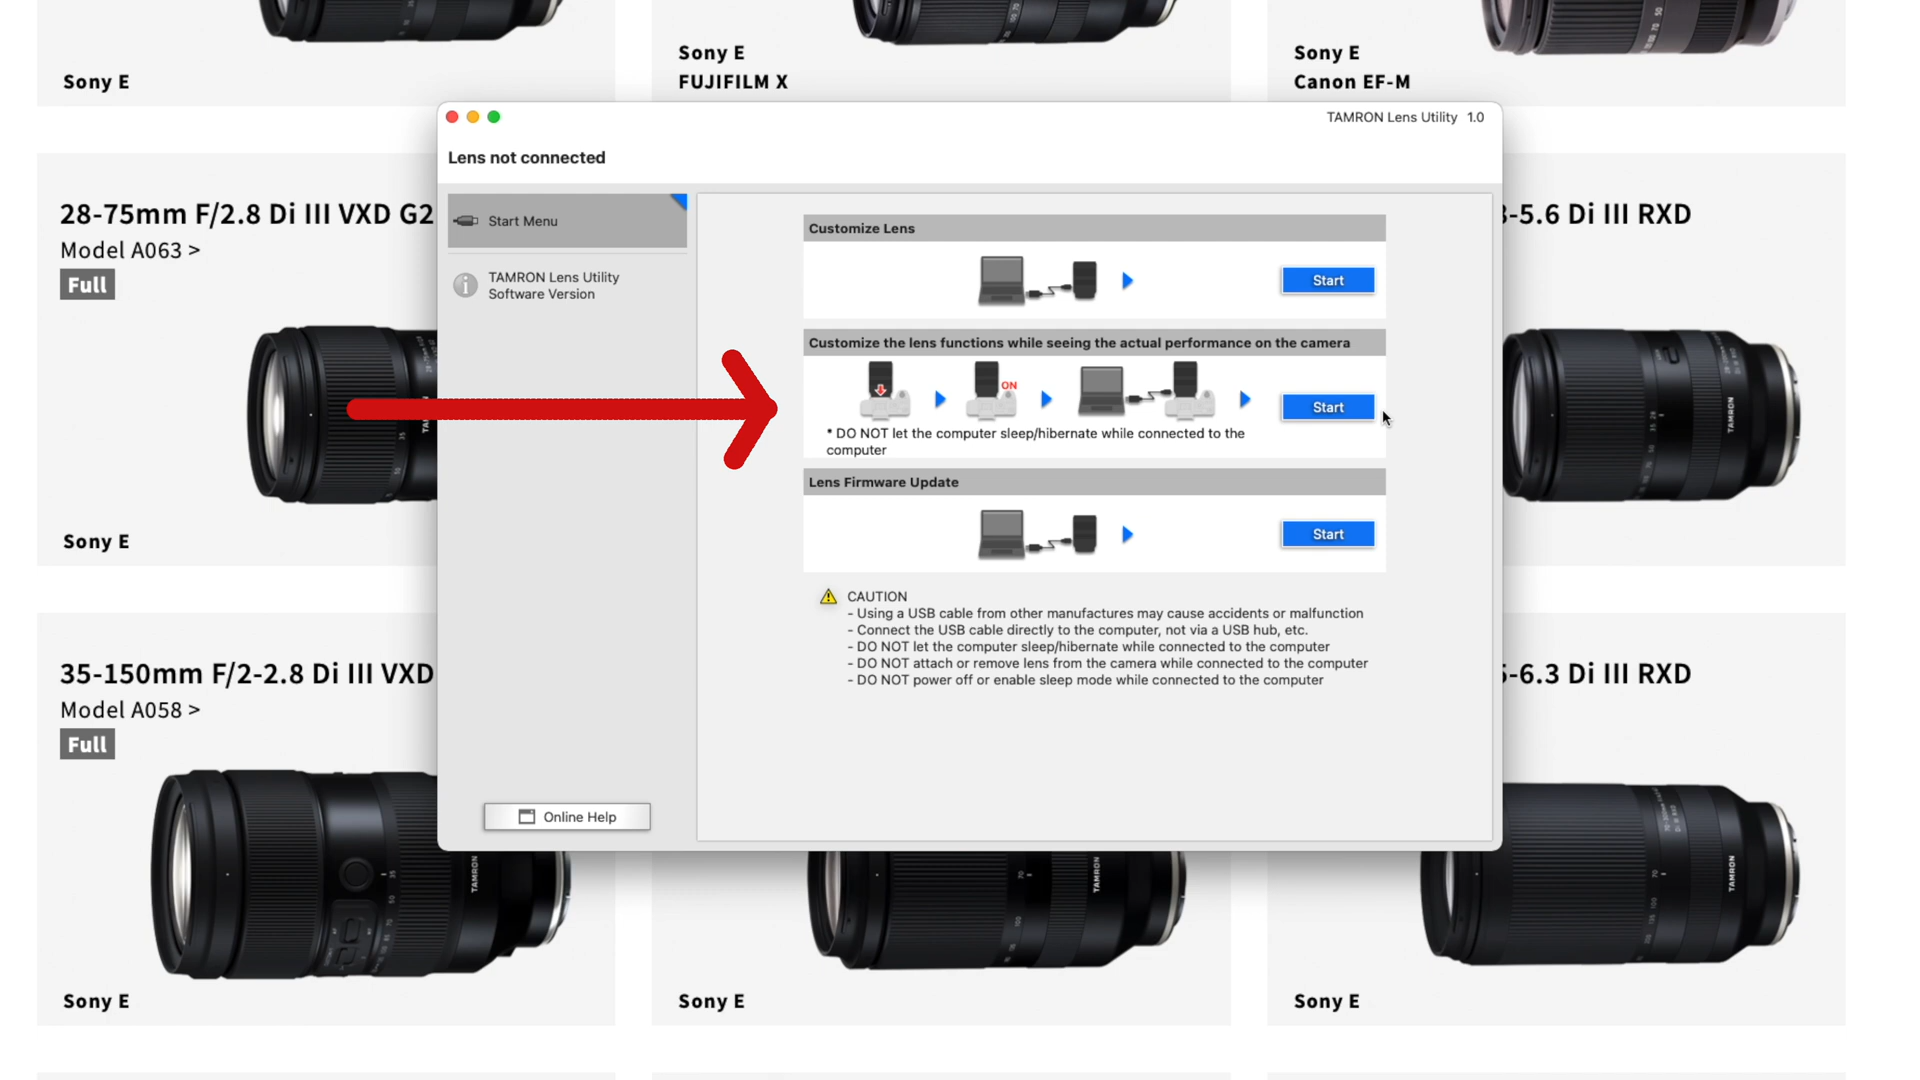 Sony E
Sony E
FUJIFILM X
Sony E
Canon EF-M
TAMRON Lens Utility 1.0
Lens not connected
Start Menu
TAMRON Lens Utility
Software Version
Online Help
Customize Lens
Start
Customize the lens functions while seeing the actual performance on the camera
ON
Start
* DO NOT let the computer sleep/hibernate while connected to the
computer
Lens Firmware Update
Start
CAUTION
- Using a USB cable from other manufactures may cause accidents or malfunction
- Connect the USB cable directly to the computer, not via a USB hub, etc.
- DO NOT let the computer sleep/hibernate while connected to the computer
- DO NOT attach or remove lens from the camera while connected to the computer
- DO NOT power off or enable sleep mode while connected to the computer
28-75mm F/2.8 Di III VXD G2
Model A063 >
Full
Sony E
-5.6 Di III RXD
TAMRON
35-150mm F/2-2.8 Di III VXD
Model A058 >
Full
TAMRON
Sony E
TAMRON
Sony E
-6.3 Di III RXD
TAMRON
Sony E